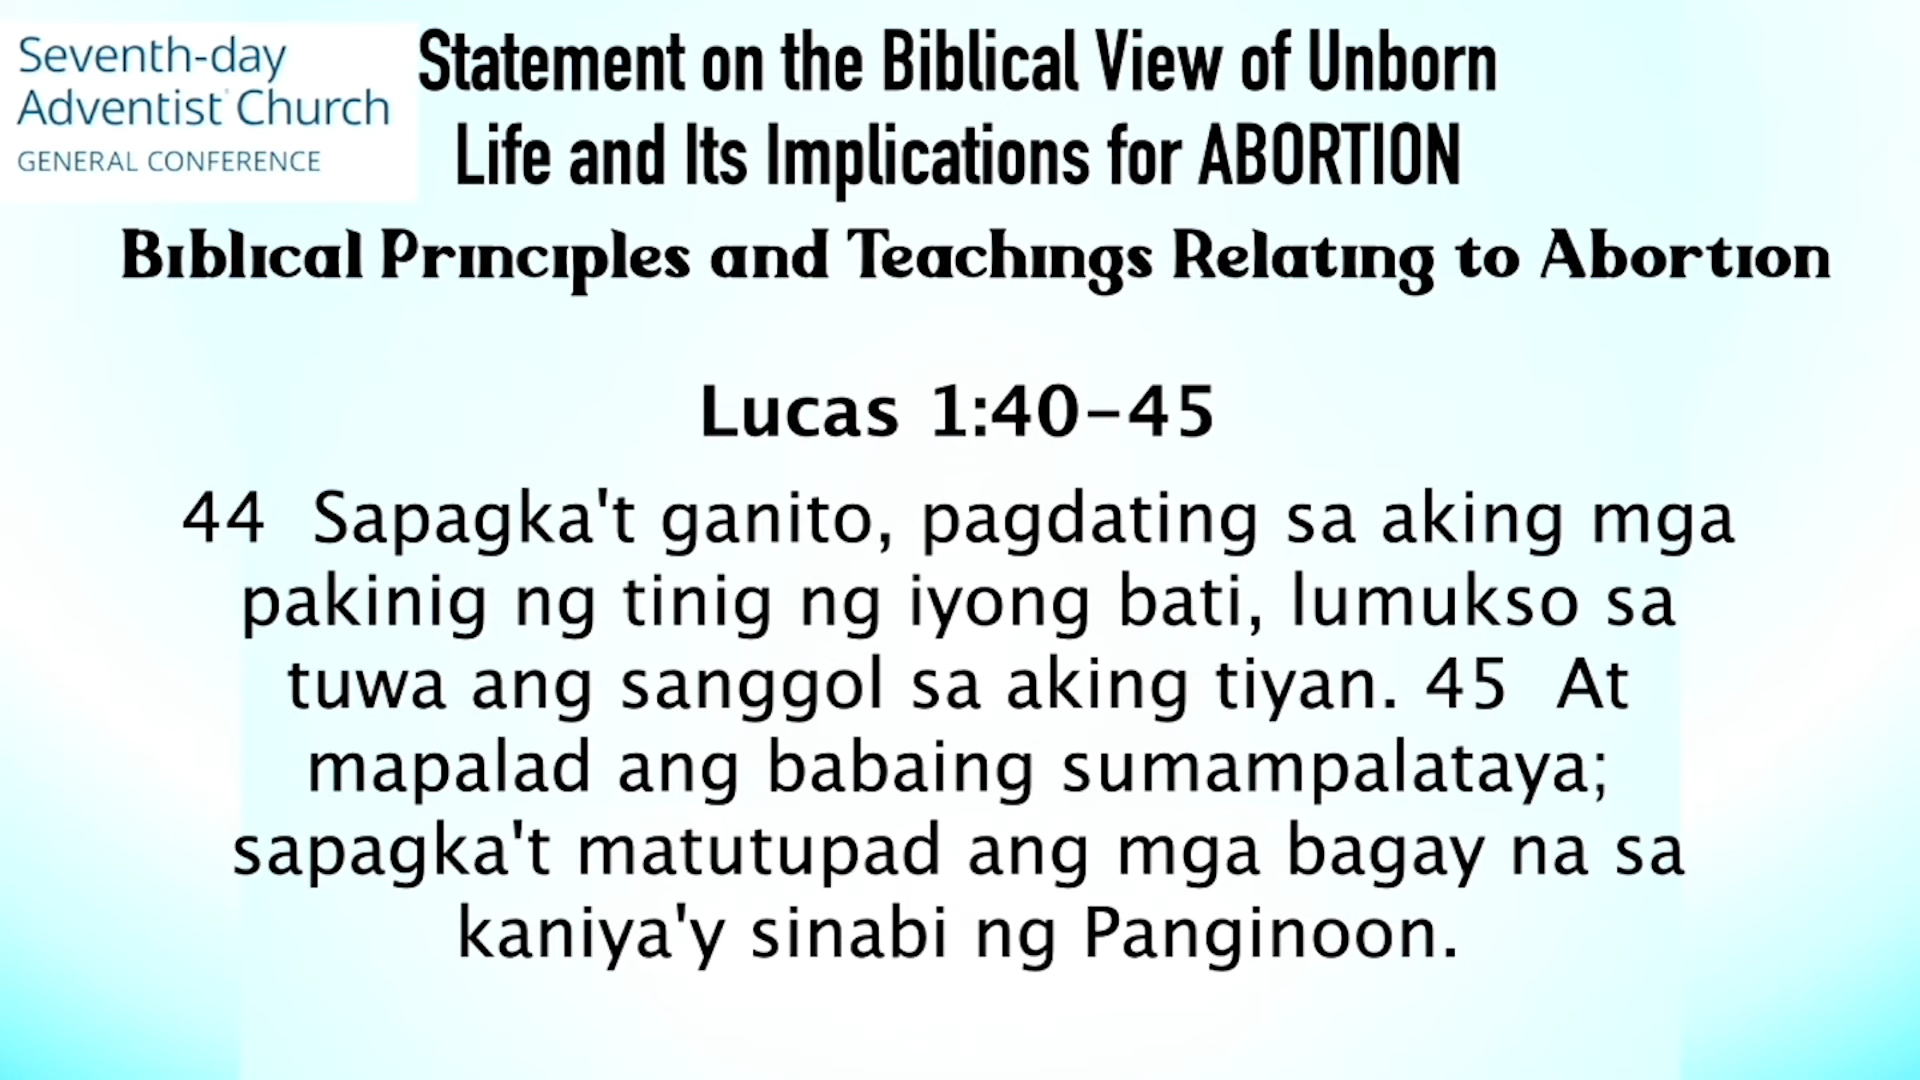 Seventh-day
Adventist Church
GENERAL CONFERENCE
Statement on the Biblical View of Unborn
Life and Its Implications for ABORTION
Biblical Principles and Teachings Relating to Abortion
Lucas 1:40-45
44 Sapagka't ganito, pagdating sa aking mga
pakinig ng tinig ng iyong bati, lumukso sa
tuwa ang sanggol sa aking tiyan. 45 At
mapalad ang babaing sumampalataya;
sapagka't matutupad ang mga bagay na sa
kaniya'y sinabi ng Panginoon.